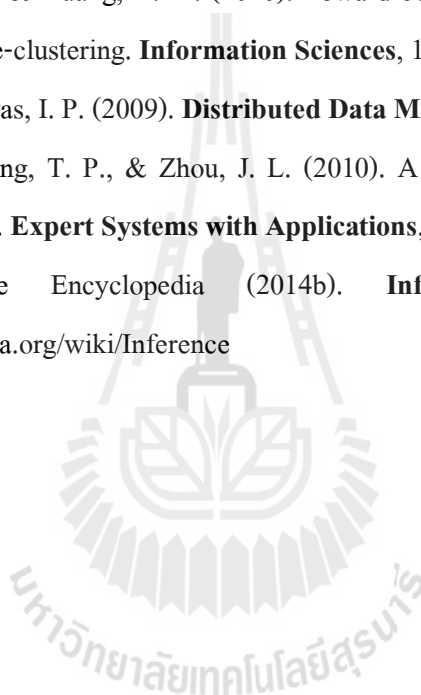 e-clustering. Information Sciences, 1
as, I. P. (2009). Distributed Data M
ng, T. P., & Zhou, J. L. (2010). A
. Expert Systems with Applications,
e Encyclopedia (2014b). Inf
a.org/wiki/Inference
มหาวิทยาลัยเทคโนโลยีสุรนารี